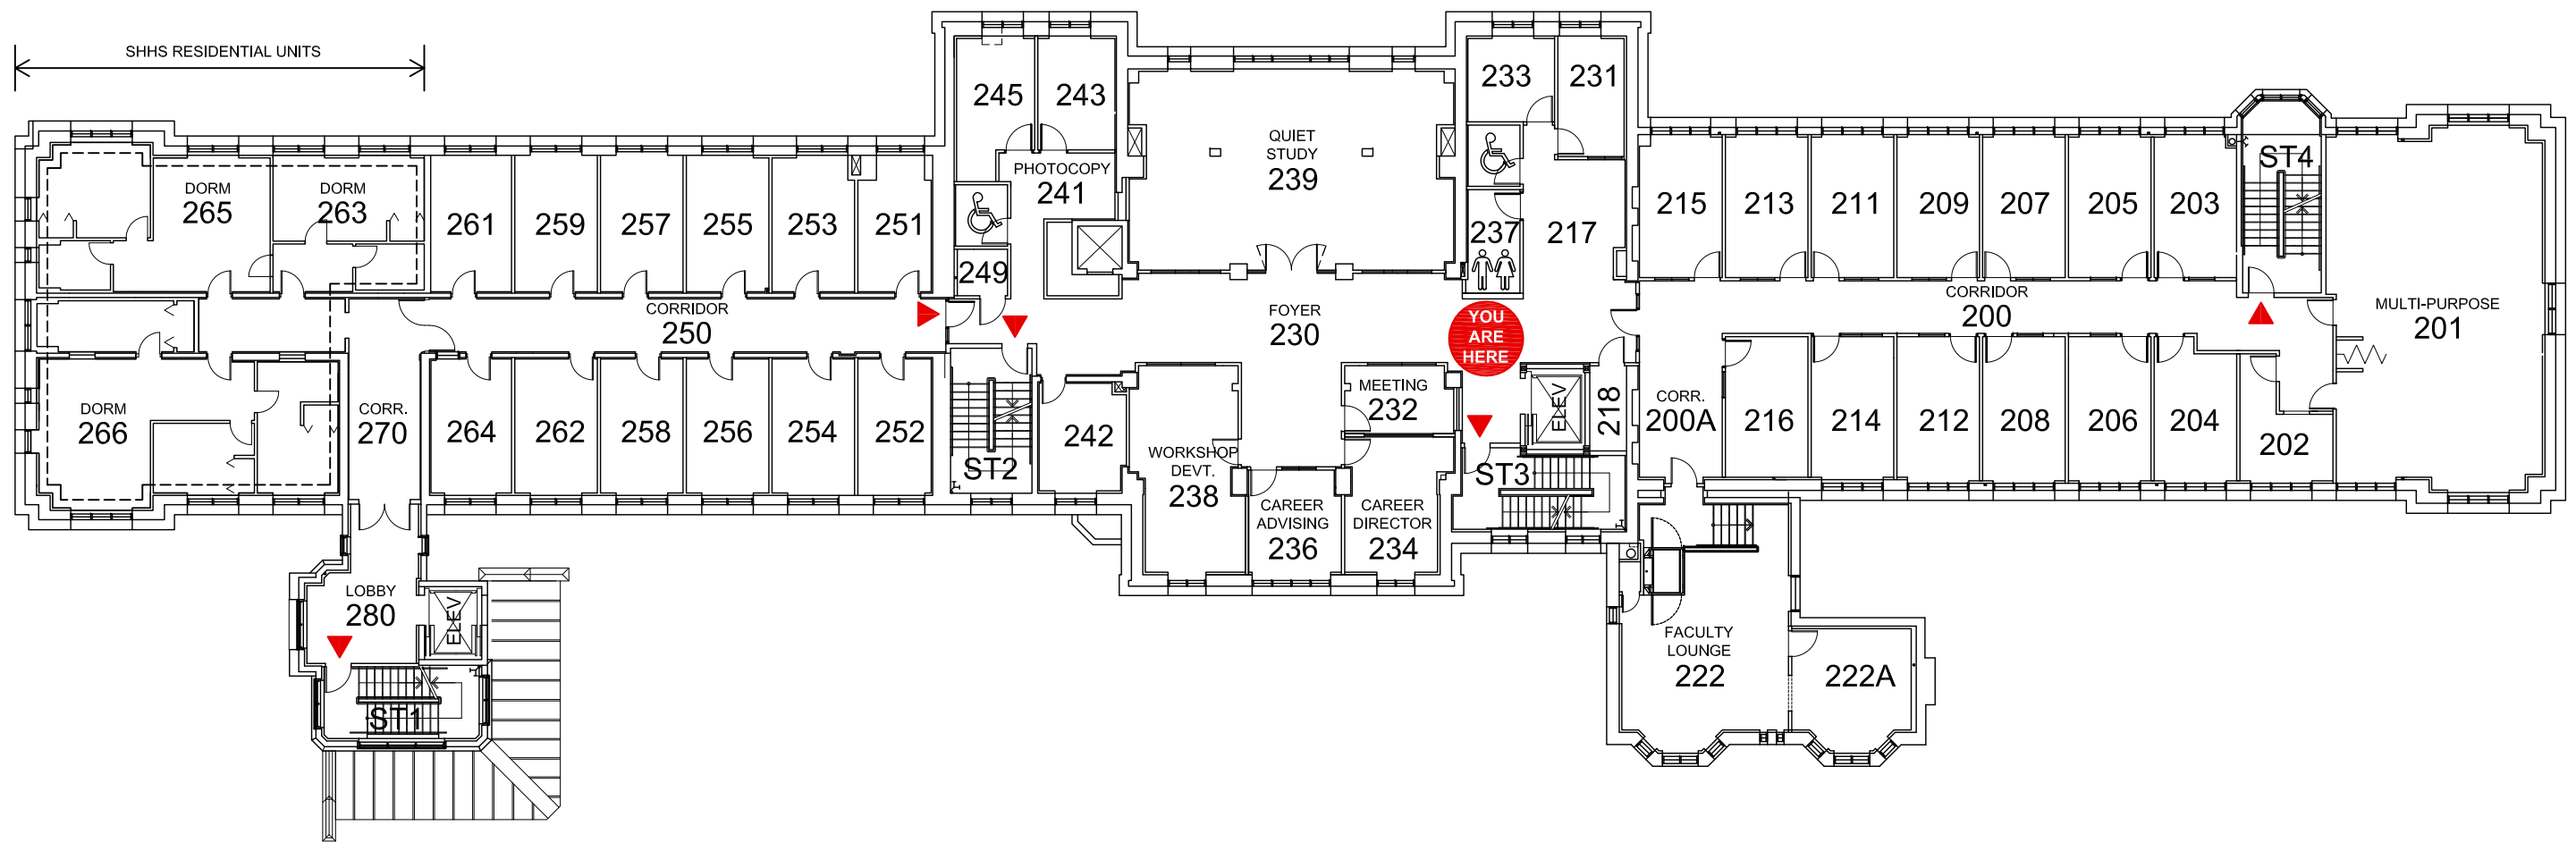 SHHS RESIDENTIAL UNITS
245
243
233
231
QUIET
STUDY
239
PHOTOCOPY
241
ST4
DORM
265
DORM
263
261
259
257
255
253
251
237
217
215
213
211
209
207
205
203
249
CORRIDOR
250
FOYER
230
YOU
ARE
HERE
CORRIDOR
200
MULTI-PURPOSE
201
DORM
266
CORR.
270
264
262
258
256
254
252
ST2
242
WORKSHOP
DEVT.
238
MEETING
232
ELEV
218
CORR.
200A
216
214
212
208
206
204
202
ST3
CAREER
ADVISING
236
CAREER
DIRECTOR
234
LOBBY
280
ELEV
ST1
FACULTY
LOUNGE
222
222A